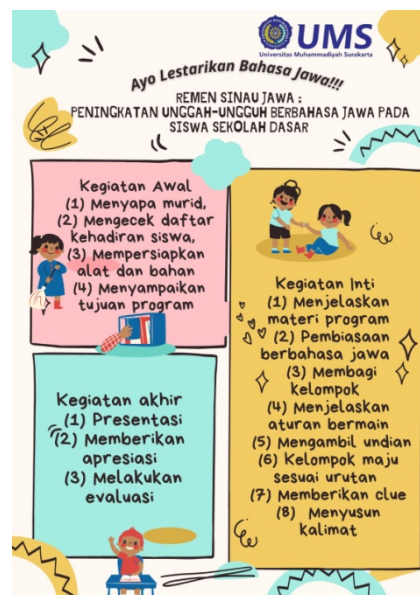 UMS
Universitas Muhammadiyah Surakarta
Ayo Lestarikan Bahasa Jawa!!!
REMEN SINAU JAWA :
PENINGKATAN UNGGAH-UNGGUH BERBAHASA JAWA PADA
SISWA SEKOLAH DASAR
Kegiatan Awal
(1) Menyapa murid,
(2) Mengecek daftar
kehadiran siswa,
(3) Mempersiapkan
alat dan bahan
(4) Menyampaikan
tujuan program
Kegiatan Inti
(1) Menjelaskan
materi program
(2) Pembiasaan
berbahasa jawa
(3) Membagi
kelompok
(4) Menjelaskan
aturan bermain
(5) Mengambil undian
(6) Kelompok maju
sesuai urutan
(7) Memberikan clue
(8) Menyusun
kalimat
Kegiatan akhir
(1) Presentasi
(2) Memberikan
apresiasi
(3) Melakukan
evaluasi